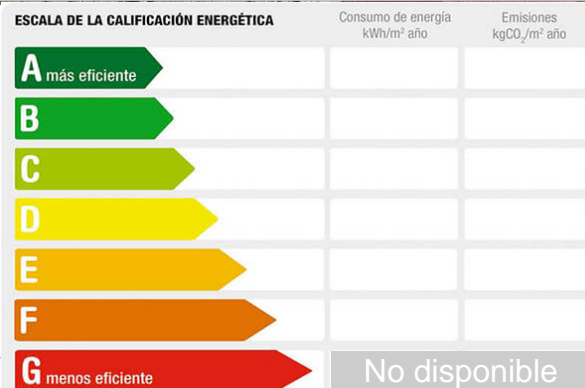 ESCALA DE LA CALIFICACIÓN ENERGÉTICA
Consumo de energía
kWh/m² año
Emisiones
kgCO₂/m² año
A más eficiente
B
C
D
E
F
G menos eficiente
No disponible